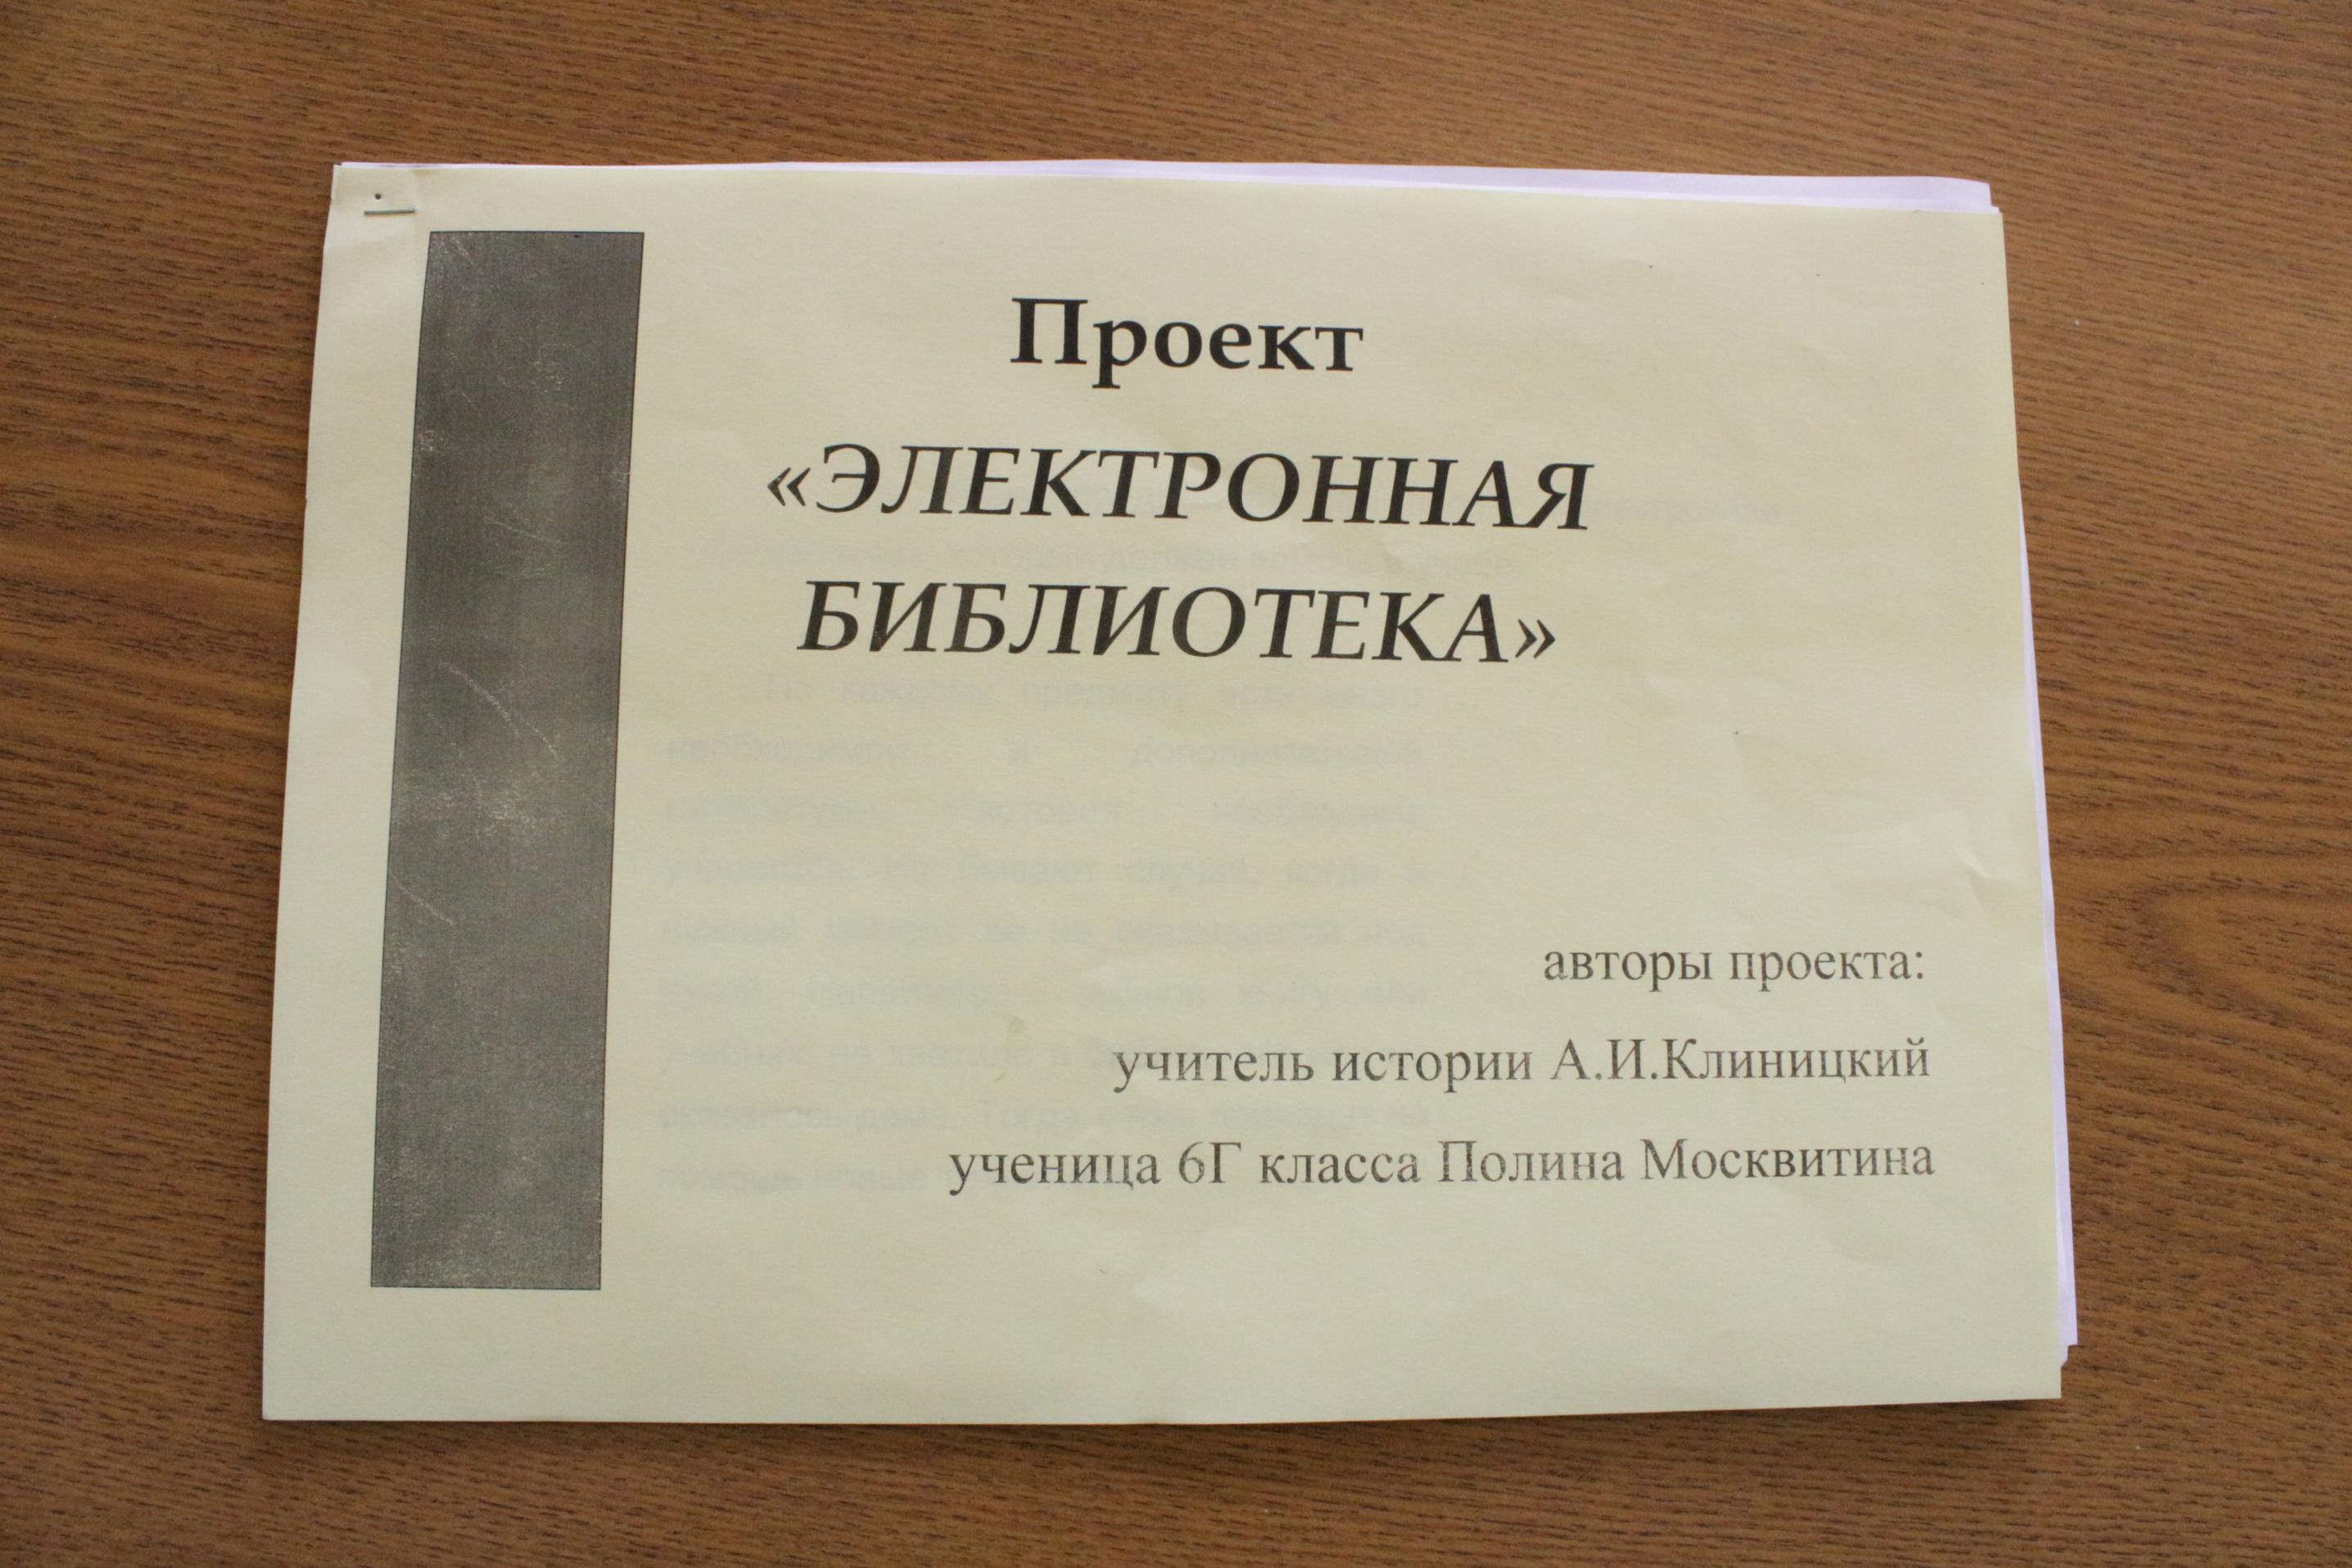 Проект
«ЭЛЕКТРОННАЯ
БИБЛИОТЕКА»
авторы проекта:
учитель истории А.И.Клиницкий
ученица 6Г класса Полина Москвитина